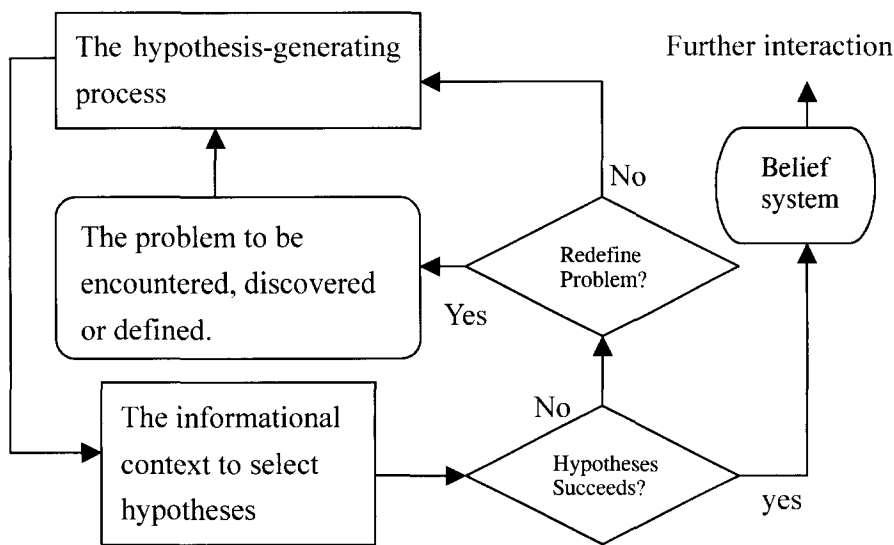 The hypothesis-generating
process
Further interaction
Belief
system
No
The problem to be
encountered, discovered
or defined.
Redefine
Problem?
Yes
No
The informational
context to select
hypotheses
Hypotheses
Succeeds?
yes